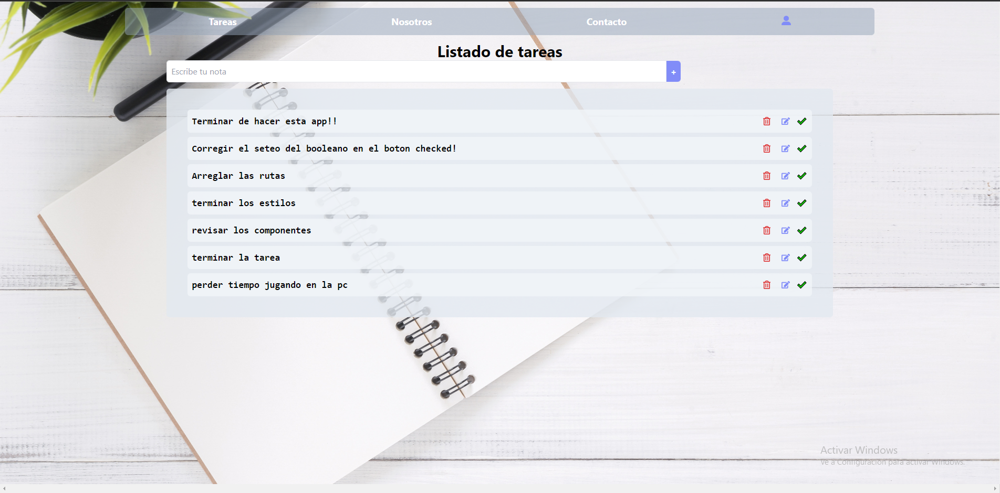 Tareas Nosotros Contacto
Listado de tareas
Escribe tu nota +
Terminar de hacer esta app!!
Corregir el seteo del booleano en el boton checked!
Arreglar las rutas
terminar los estilos
revisar los componentes
terminar la tarea
perder tiempo jugando en la pc
Activar Windows
Ve a Configuración para activar Windows.